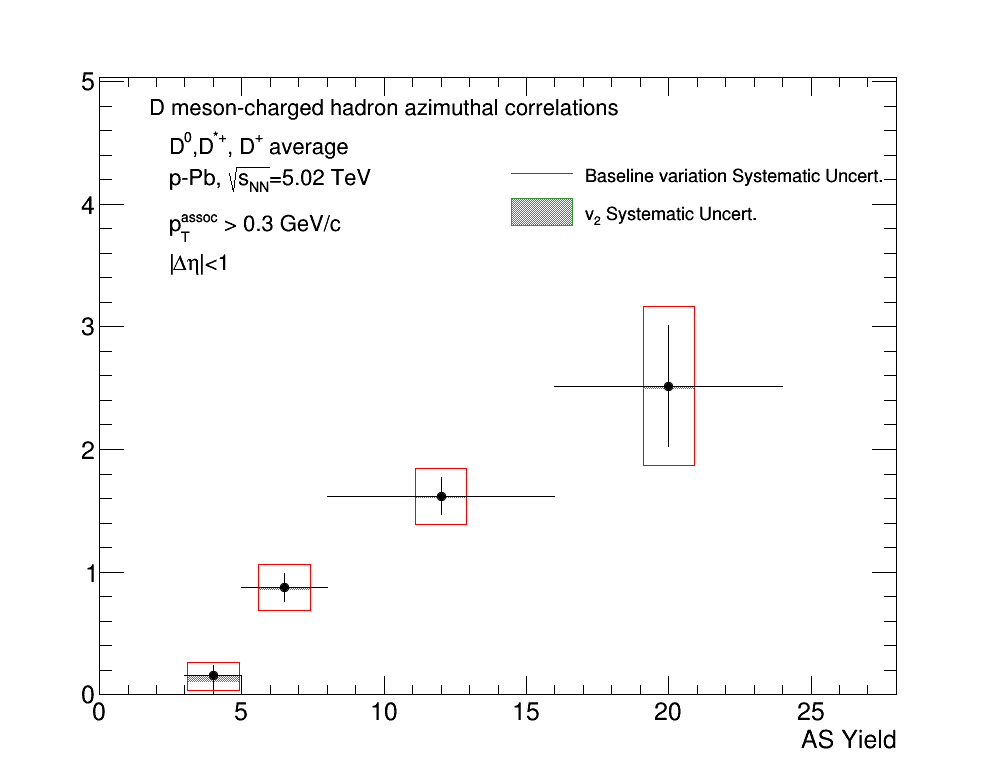 5
D meson-charged hadron azimuthal correlations
D⁰,D*⁺, D⁺ average
p-Pb, √sNN=5.02 TeV
Baseline variation Systematic Uncert.
4
v₂ Systematic Uncert.
pTassoc > 0.3 GeV/c
|Δη|<1
3
2
1
0
0 5 10 15 20 25
AS Yield